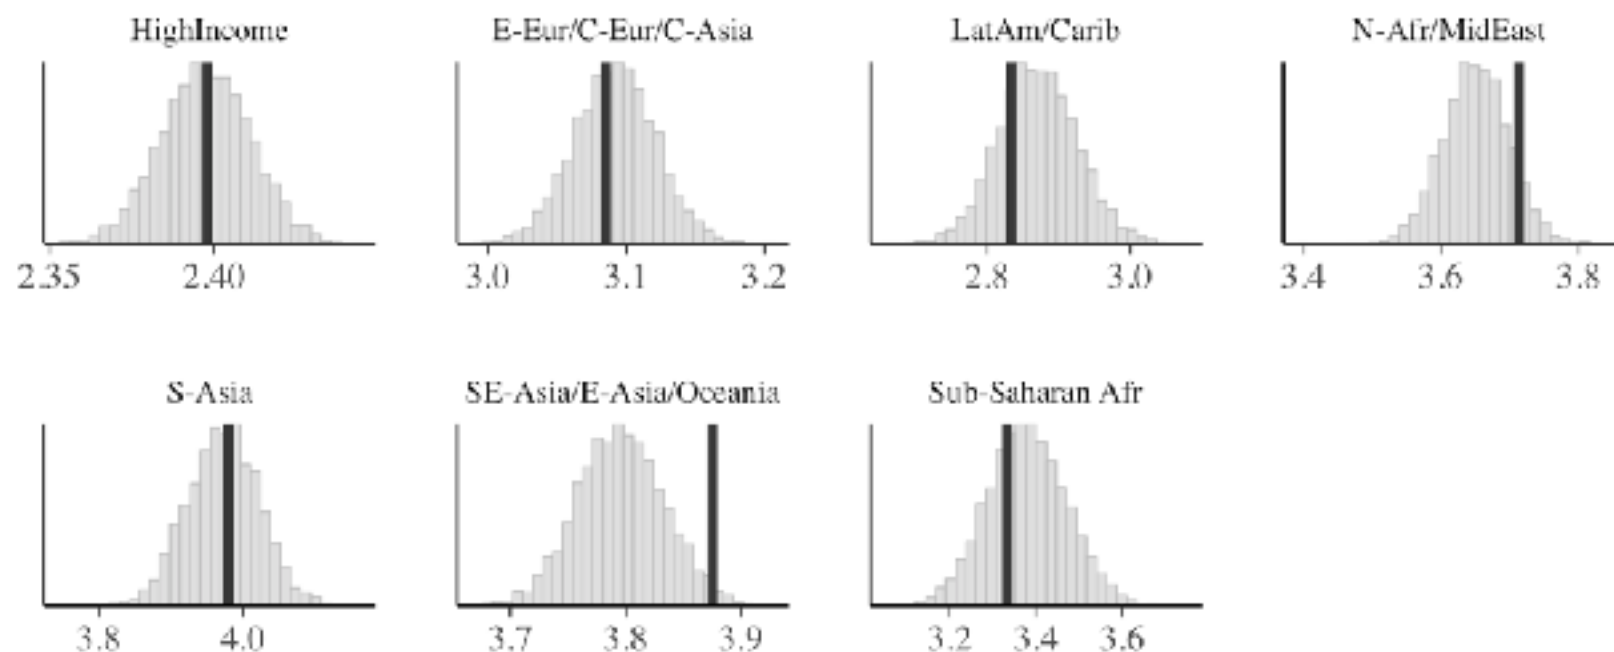 HighIncome E-Eur/C-Eur/C-Asia LatAm/Carib N-Afr/MidEast
2.35 2.40 3.0 3.1 3.2 2.8 3.0 3.4 3.6 3.8
S-Asia SE-Asia/E-Asia/Oceania Sub-Saharan Afr
3.8 4.0 3.7 3.8 3.9 3.2 3.4 3.6